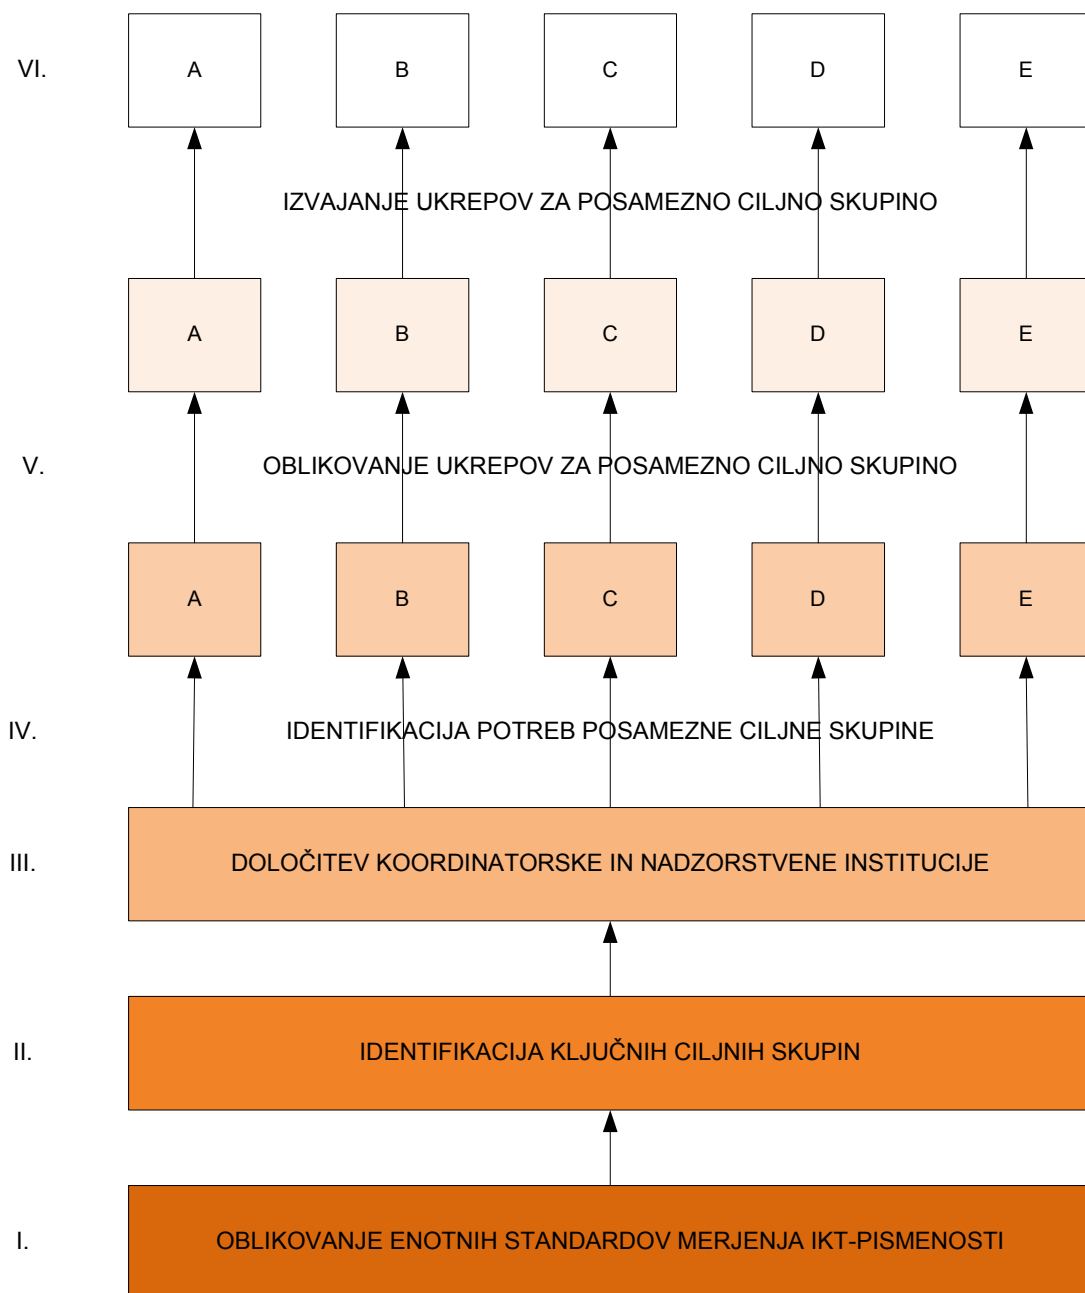 VI.
A
B
C
D
E
IZVAJANJE UKREPOV ZA POSAMEZNO CILJNO SKUPINO
A
B
C
D
E
V.
OBLIKOVANJE UKREPOV ZA POSAMEZNO CILJNO SKUPINO
A
B
C
D
E
IV.
IDENTIFIKACIJA POTREB POSAMEZNE CILJNE SKUPINE
III.
DOLOČITEV KOORDINATORSKE IN NADZORSTVENE INSTITUCIJE
II.
IDENTIFIKACIJA KLJUČNIH CILJNIH SKUPIN
I.
OBLIKOVANJE ENOTNIH STANDARDOV MERJENJA IKT-PISMENOSTI